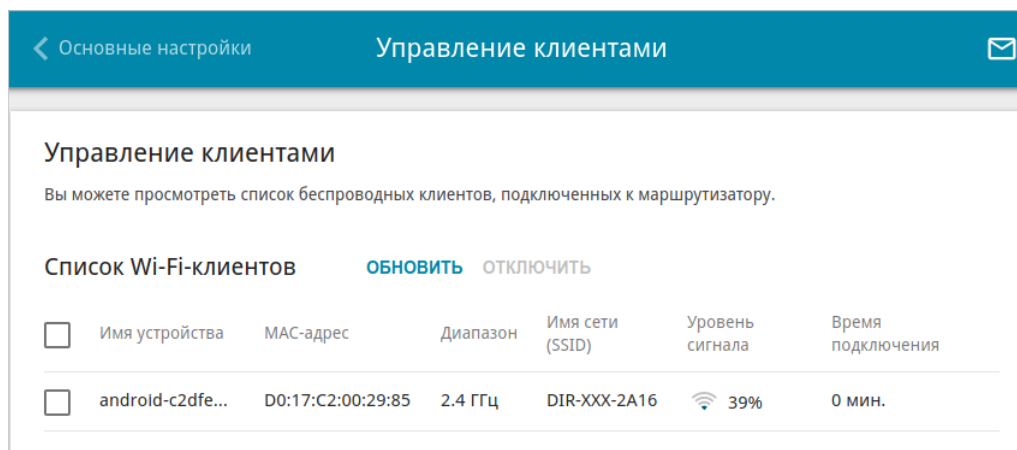 Основные настройки Управление клиентами
Управление клиентами
Вы можете просмотреть список беспроводных клиентов, подключенных к маршрутизатору.
Список Wi-Fi-клиентов ОБНОВИТЬ ОТКЛЮЧИТЬ
Имя устройства MAC-адрес Диапазон Имя сети (SSID) Уровень сигнала Время подключения
android-c2dfe... D0:17:C2:00:29:85 2.4 ГГц DIR-XXX-2A16 39% 0 мин.